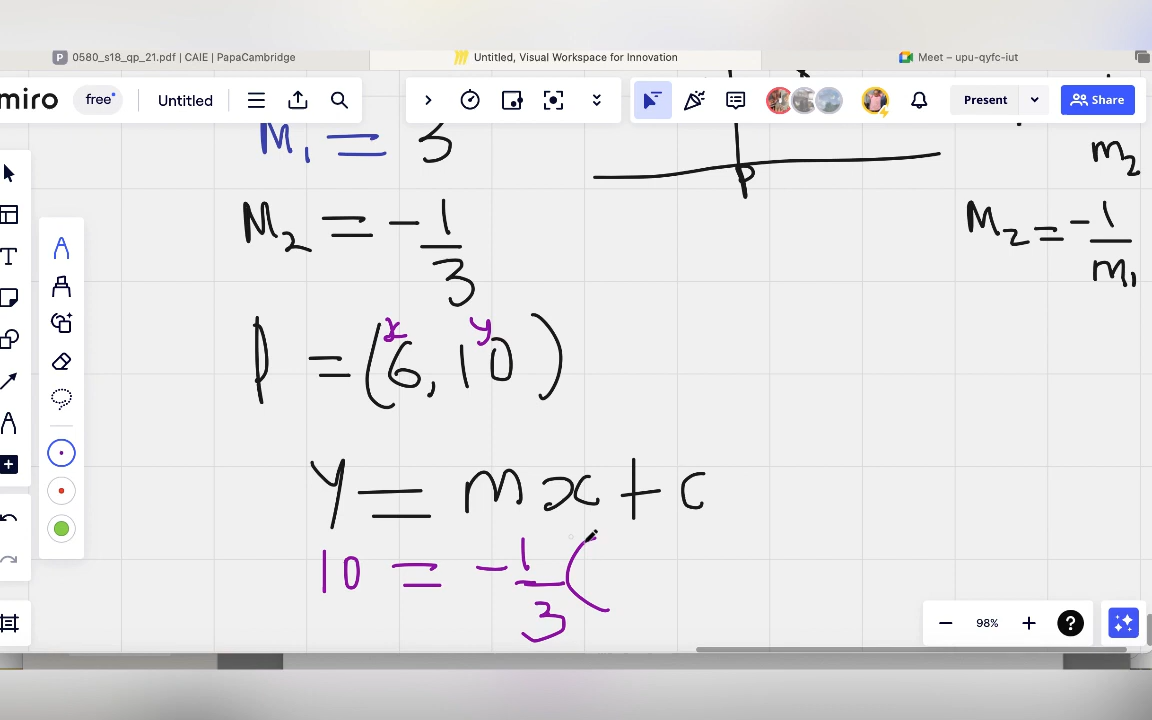 0580_s18_qp_21.pdf | CAIE | PapaCambridge
Untitled, Visual Workspace for Innovation
Meet – upu-qyfc-iut
miro free Untitled Present Share
M₁ = 3
P
m₂
M₂ = -1/3
M₂ = -1/m₁
x y
P = (6, 10)
y = mx + c
10 = -1/3 (
98%